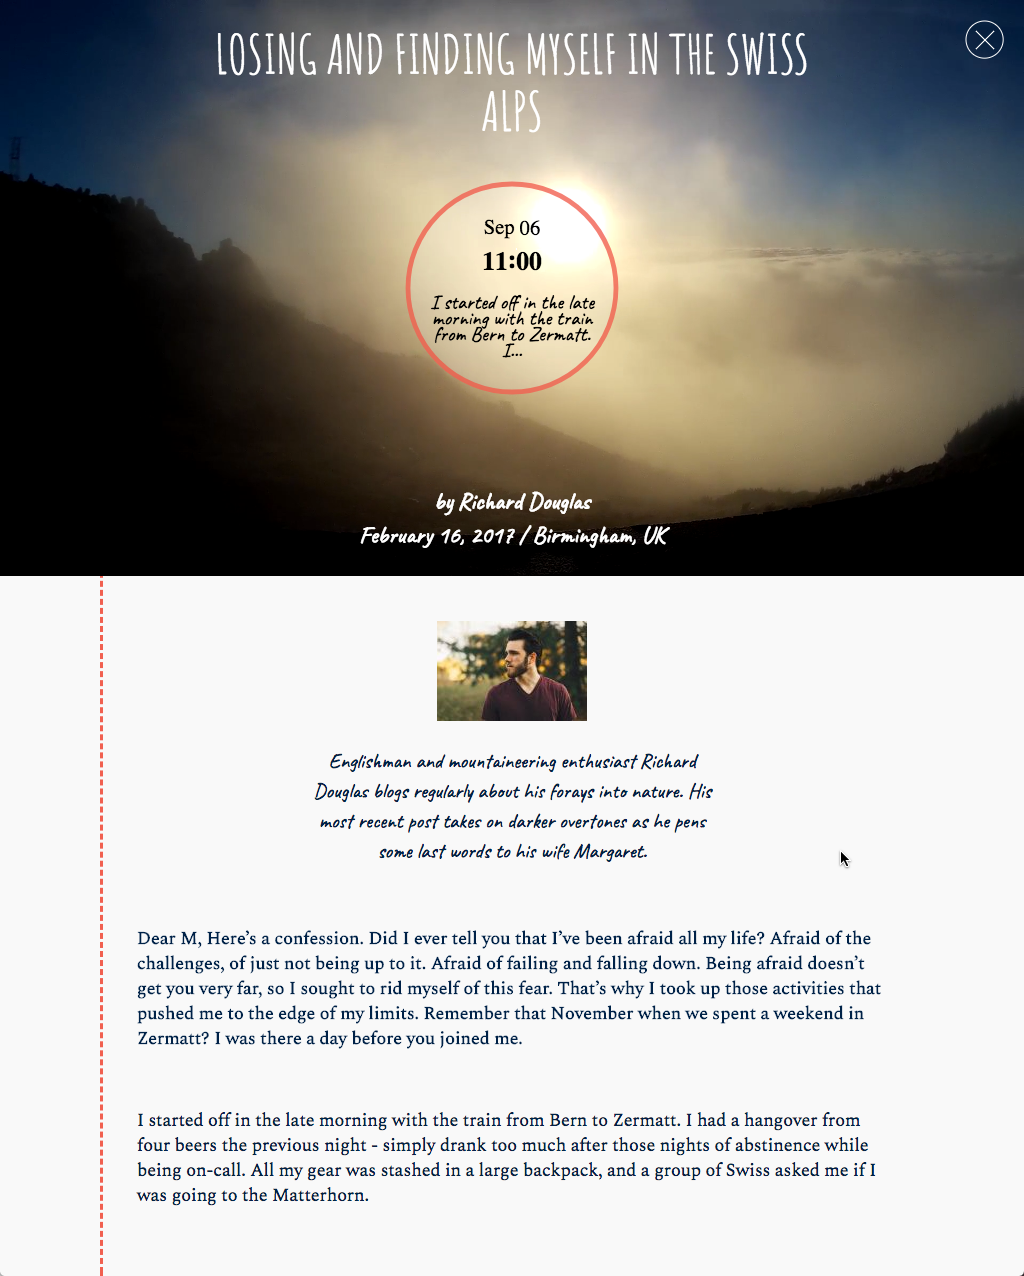 LOSING AND FINDING MYSELF IN THE SWISS
ALPS
Sep 06
11:00
I started off in the late
morning with the train
from Bern to Zermatt.
I...
by Richard Douglas
February 16, 2017 / Birmingham, UK
Englishman and mountaineering enthusiast Richard
Douglas blogs regularly about his forays into nature. His
most recent post takes on darker overtones as he pens
some last words to his wife Margaret.
Dear M, Here’s a confession. Did I ever tell you that I’ve been afraid all my life? Afraid of the
challenges, of just not being up to it. Afraid of failing and falling down. Being afraid doesn’t
get you very far, so I sought to rid myself of this fear. That’s why I took up those activities that
pushed me to the edge of my limits. Remember that November when we spent a weekend in
Zermatt? I was there a day before you joined me.
I started off in the late morning with the train from Bern to Zermatt. I had a hangover from
four beers the previous night - simply drank too much after those nights of abstinence while
being on-call. All my gear was stashed in a large backpack, and a group of Swiss asked me if I
was going to the Matterhorn.